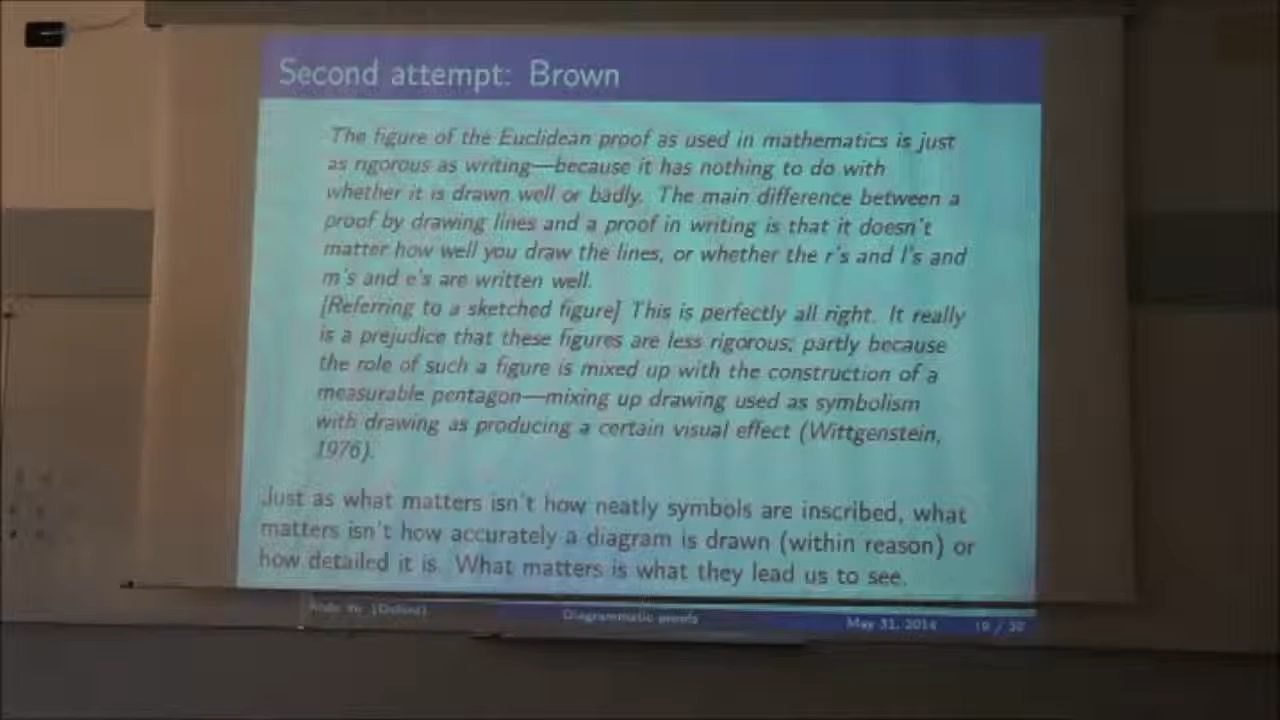 Second attempt: Brown
The figure of the Euclidean proof as used in mathematics is just
as rigorous as writing—because it has nothing to do with
whether it is drawn well or badly. The main difference between a
proof by drawing lines and a proof in writing is that it doesn't
matter how well you draw the lines, or whether the r's and l's and
m's and e's are written well.
[Referring to a sketched figure] This is perfectly all right. It really
is a prejudice that these figures are less rigorous; partly because
the role of such a figure is mixed up with the construction of a
measurable pentagon—mixing up drawing used as symbolism
with drawing as producing a certain visual effect (Wittgenstein,
1976).
Just as what matters isn't how neatly symbols are inscribed, what
matters isn't how accurately a diagram is drawn (within reason) or
how detailed it is. What matters is what they lead us to see.
(Oxford)
Diagrammatic proofs
May 31, 2014